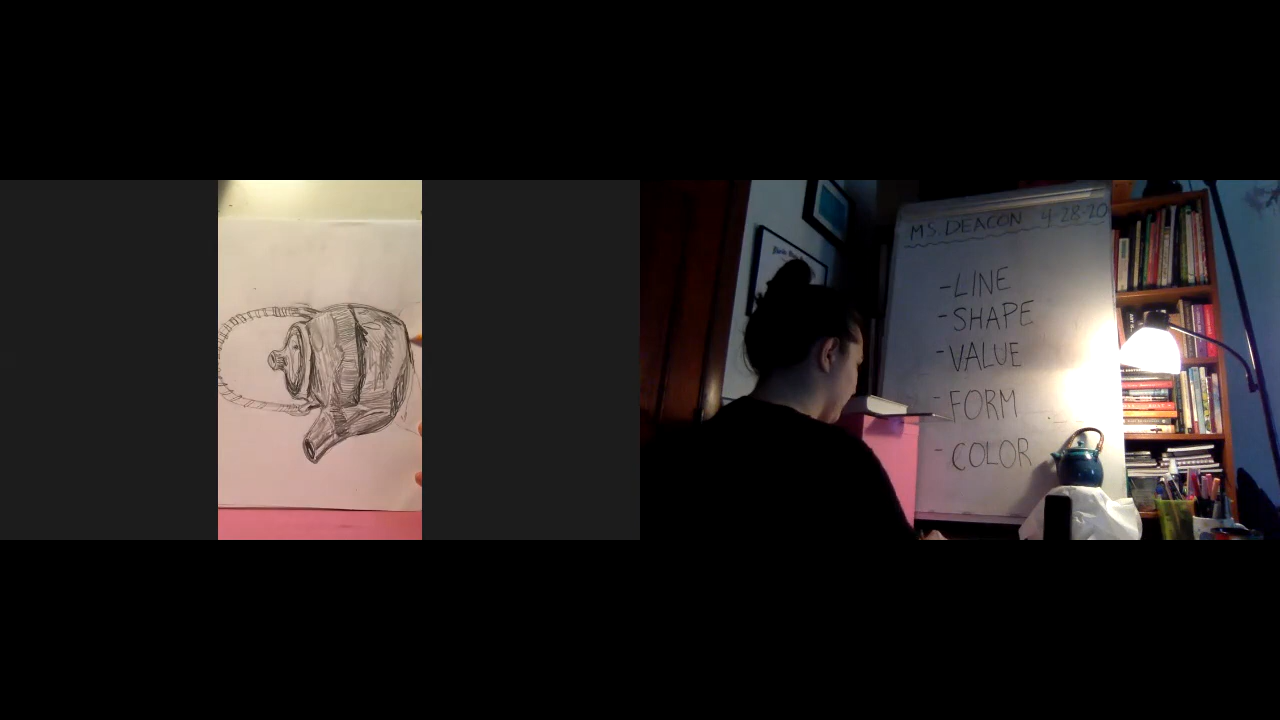 MS. DEACON 4-28-20
-LINE
-SHAPE
-VALUE
-FORM
-COLOR